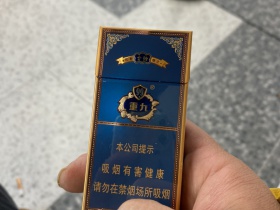 重九
本公司提示
吸烟有害健康
请勿在禁烟场所吸烟